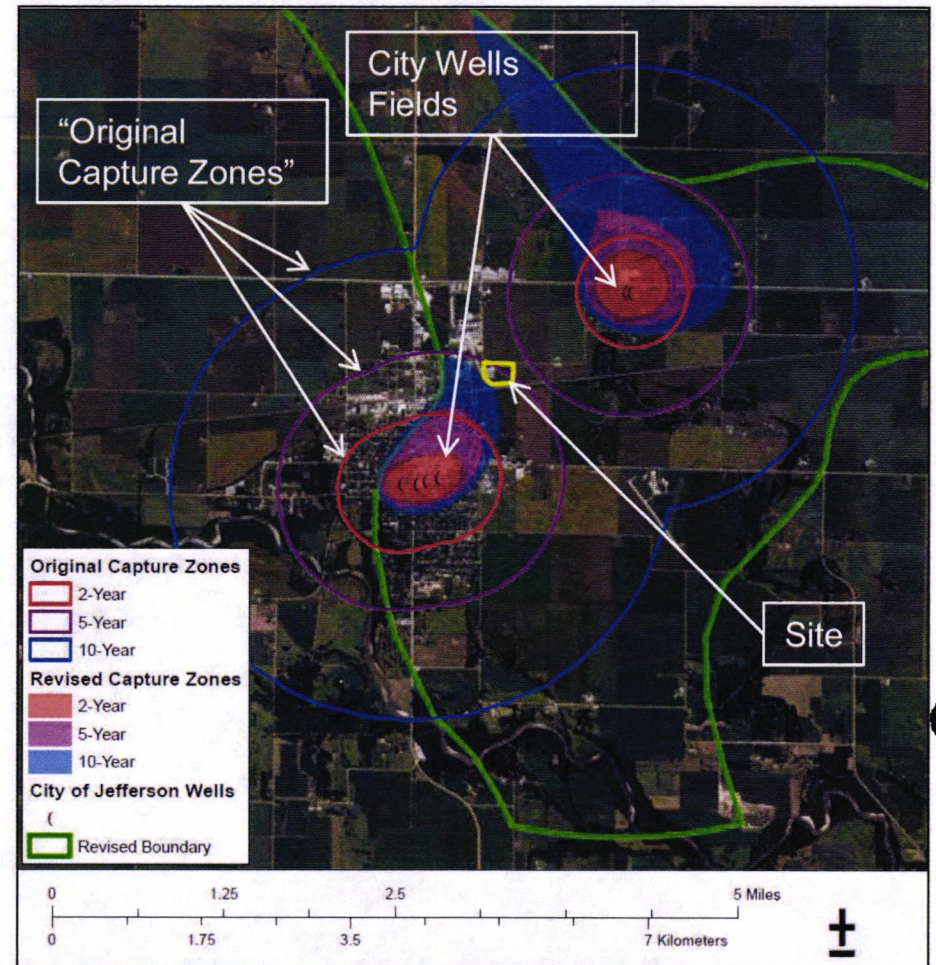 City Wells
Fields
"Original
Capture Zones"
Site
Original Capture Zones
2-Year
5-Year
10-Year
Revised Capture Zones
2-Year
5-Year
10-Year
City of Jefferson Wells
Revised Boundary
0 1.25 2.5 5 Miles
0 1.75 3.5 7 Kilometers